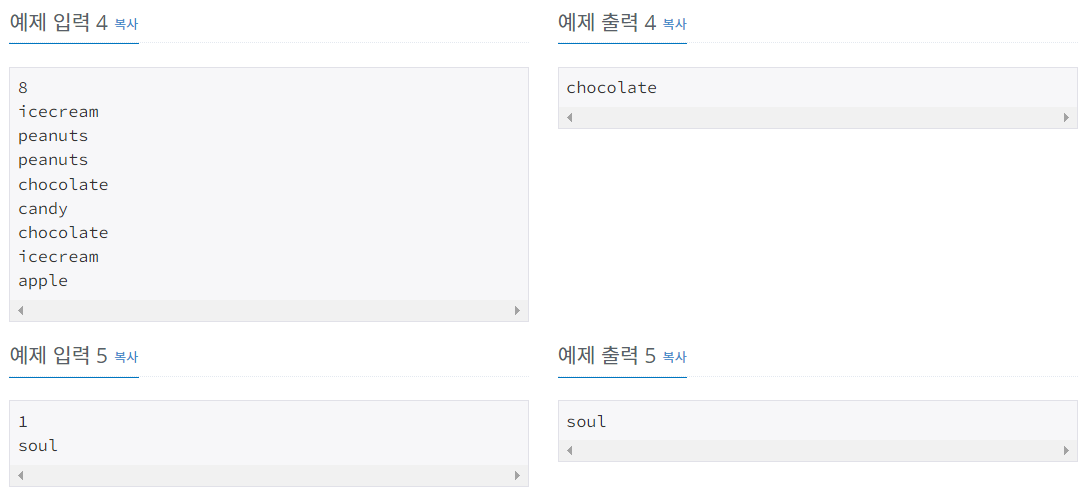 예제 입력 4 복사
8
icecream
peanuts
peanuts
chocolate
candy
chocolate
icecream
apple
예제 출력 4 복사
chocolate
예제 입력 5 복사
1
soul
예제 출력 5 복사
soul